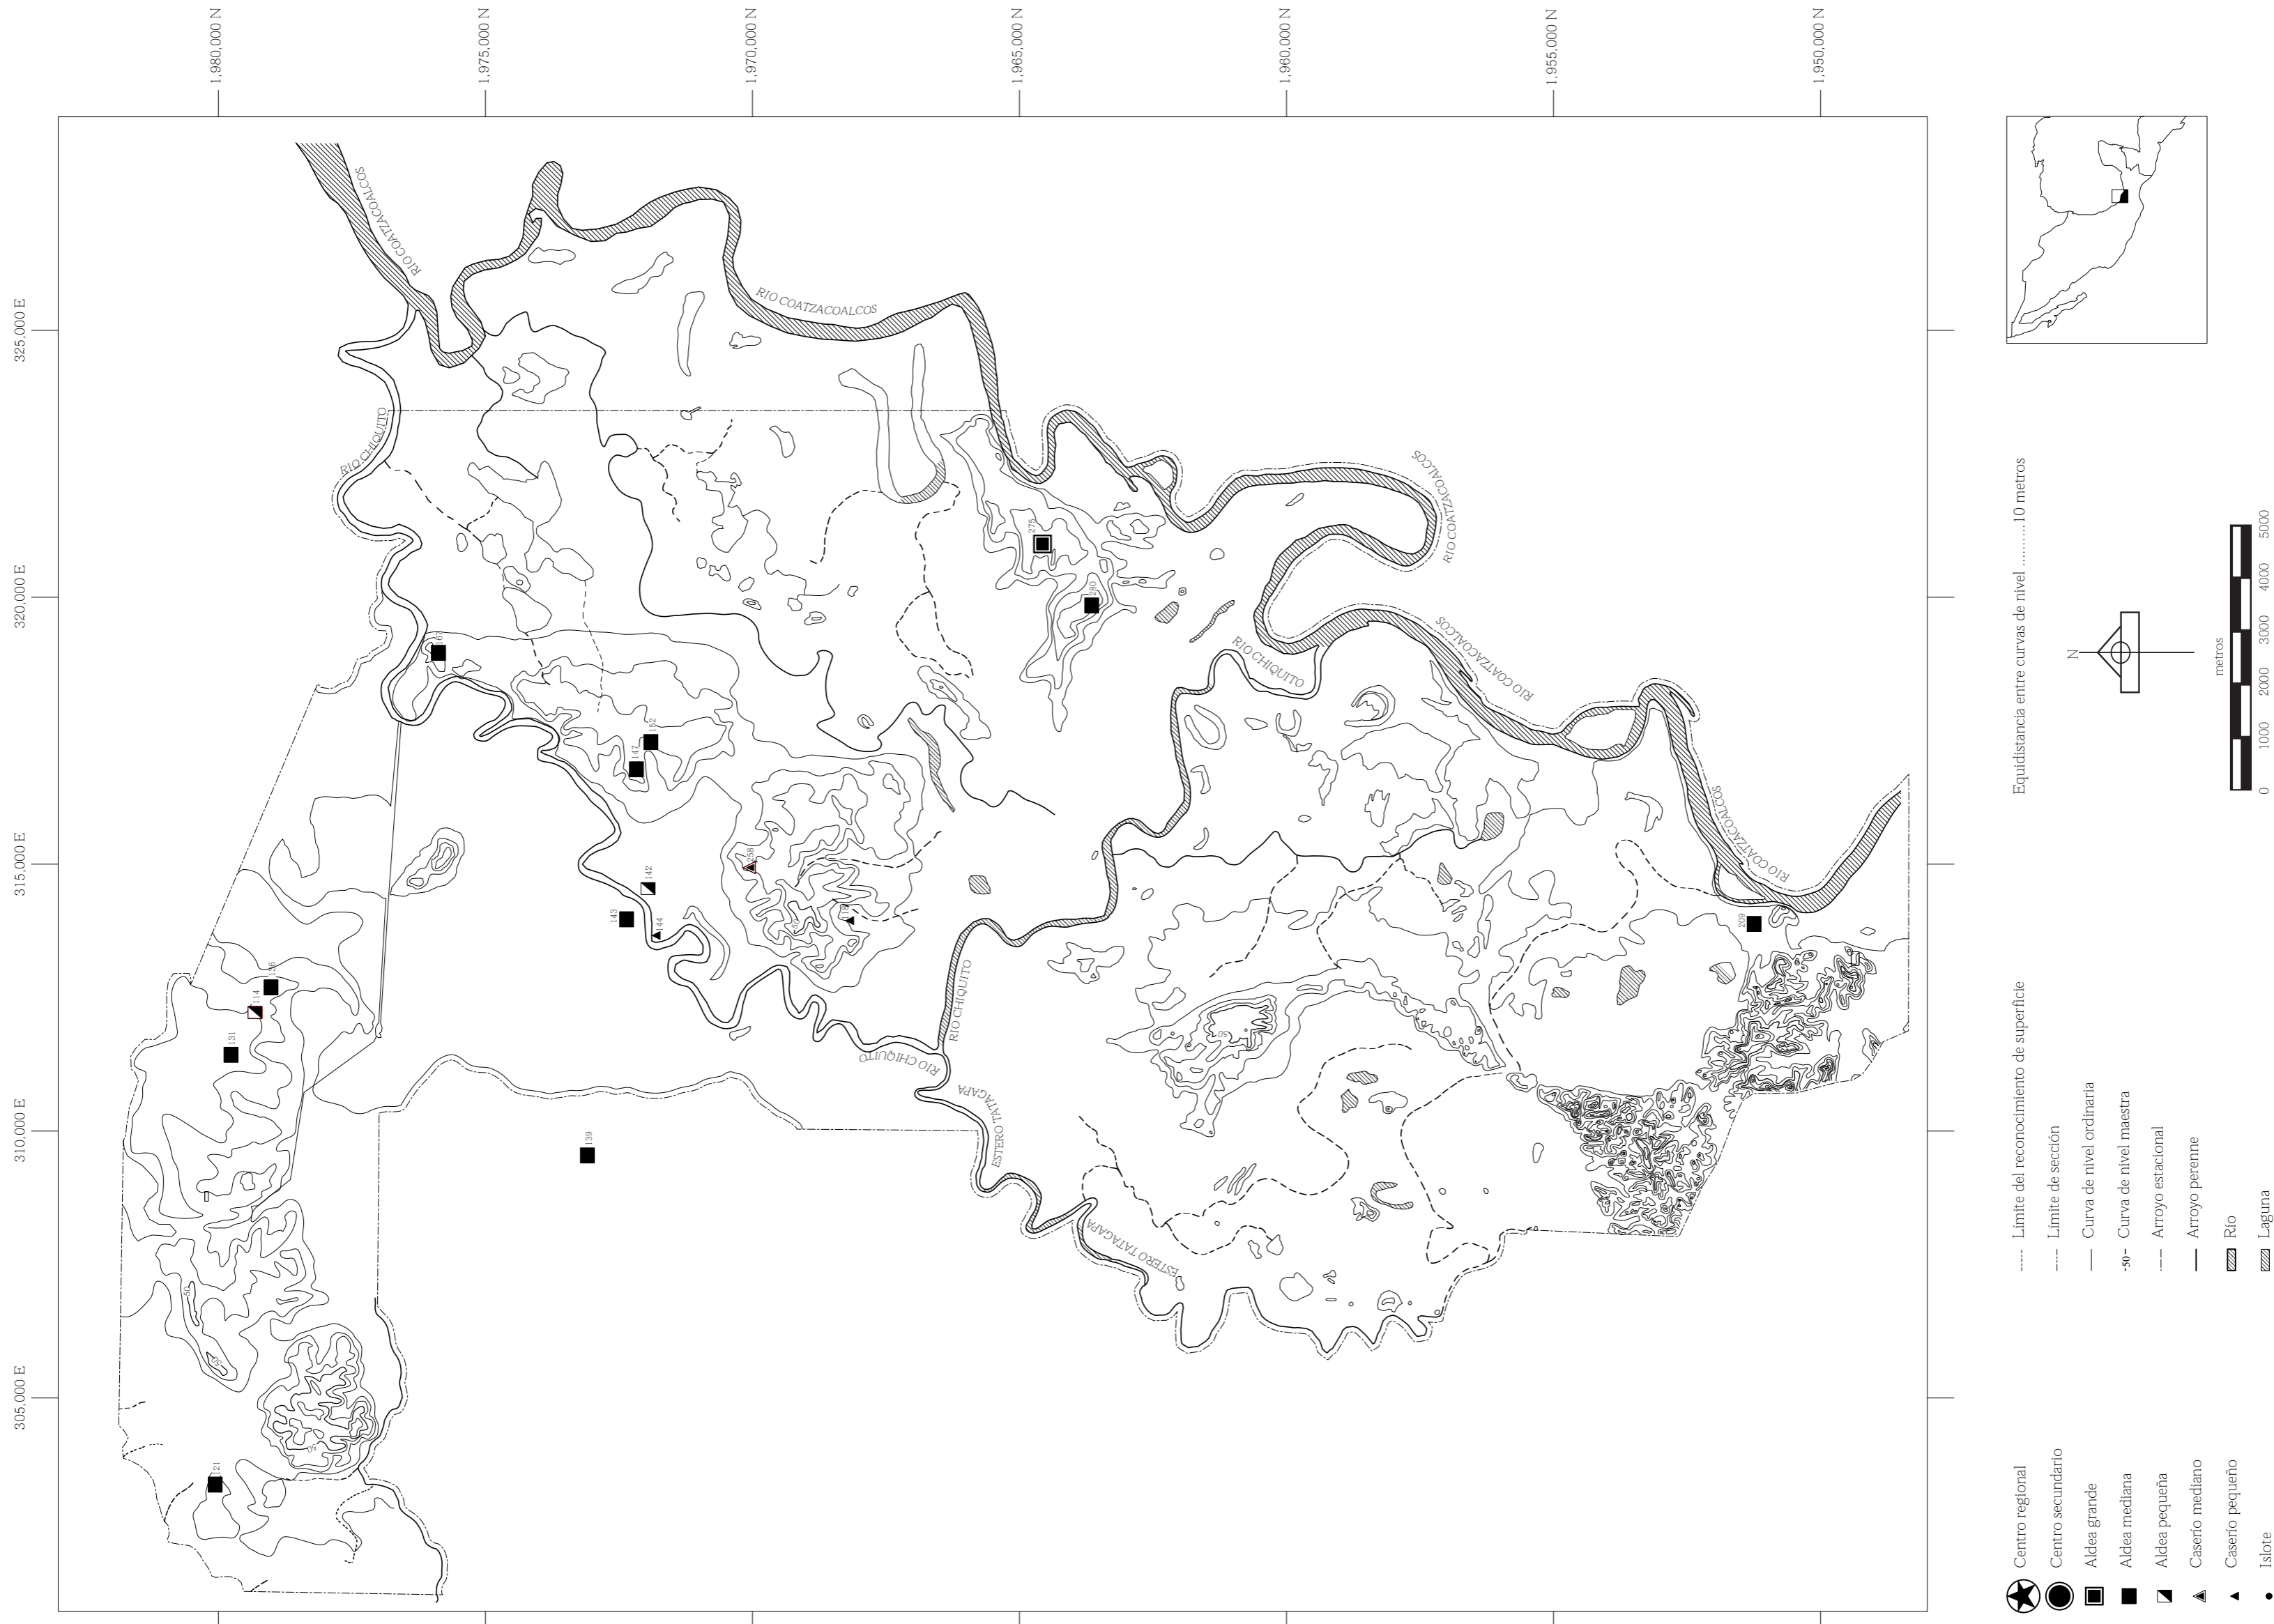 1,980,000 N
1,975,000 N
1,970,000 N
1,965,000 N
1,960,000 N
1,955,000 N
1,950,000 N
325,000 E
320,000 E
315,000 E
310,000 E
305,000 E
RIO COATZACOALCOS
RIO COATZACOALCOS
RIO CHIQUITO
RIO COATZACOALCOS
RIO COATZACOALCOS
RIO CHIQUITO
RIO COATZACOALCOS
RIO COATZACOALCOS
RIO CHIQUITO
RIO CHIQUITO
ESTERO TATAGAPA
ESTERO TATAGAPA
275
167
152
147
258
142
143
144
114
131
139
121
209
50
50
50
50
50
Equidistancia entre curvas de nivel .........10 metros
N
metros
0 1000 2000 3000 4000 5000
Límite del reconocimiento de superficie
Límite de sección
Curva de nivel ordinaria
-50- Curva de nivel maestra
Arroyo estacional
Arroyo perenne
Río
Laguna
Centro regional
Centro secundario
Aldea grande
Aldea mediana
Aldea pequeña
Caserío mediano
Caserío pequeño
Islote